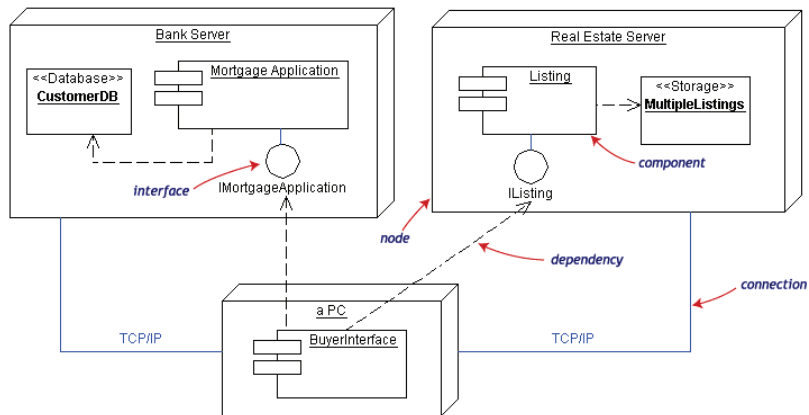 Bank Server
Real Estate Server
<<Database>>
CustomerDB
Mortgage Application
Listing
<<Storage>>
MultipleListings
interface
IMortgageApplication
component
IListing
node
dependency
connection
a PC
TCP/IP
BuyerInterface
TCP/IP